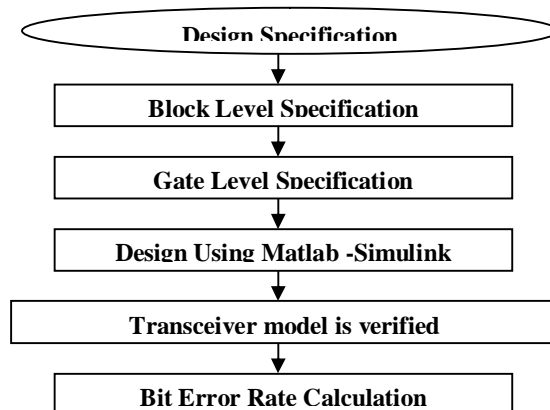 Design Specification
Block Level Specification
Gate Level Specification
Design Using Matlab -Simulink
Transceiver model is verified
Bit Error Rate Calculation